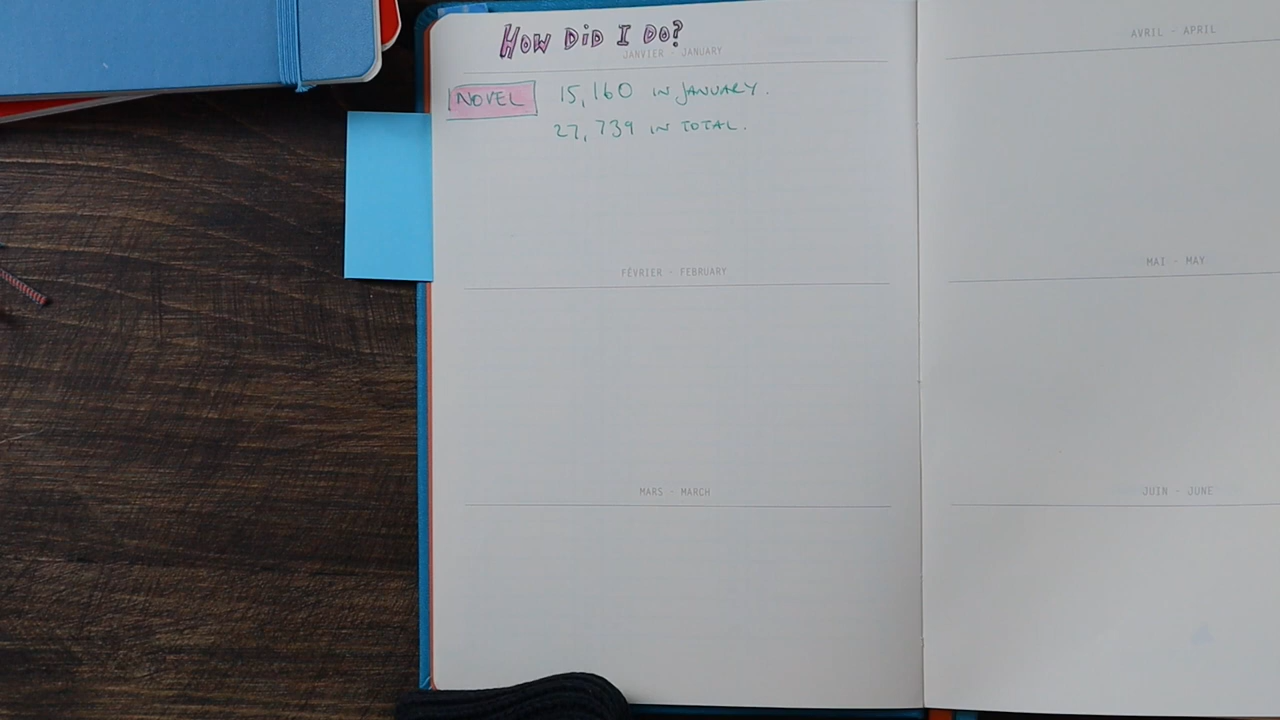 How Did I Do?
JANVIER - JANUARY
NOVEL 15,160 IN JANUARY.
27,739 IN TOTAL.
FÉVRIER - FEBRUARY
MARS - MARCH
AVRIL - APRIL
MAI - MAY
JUIN - JUNE